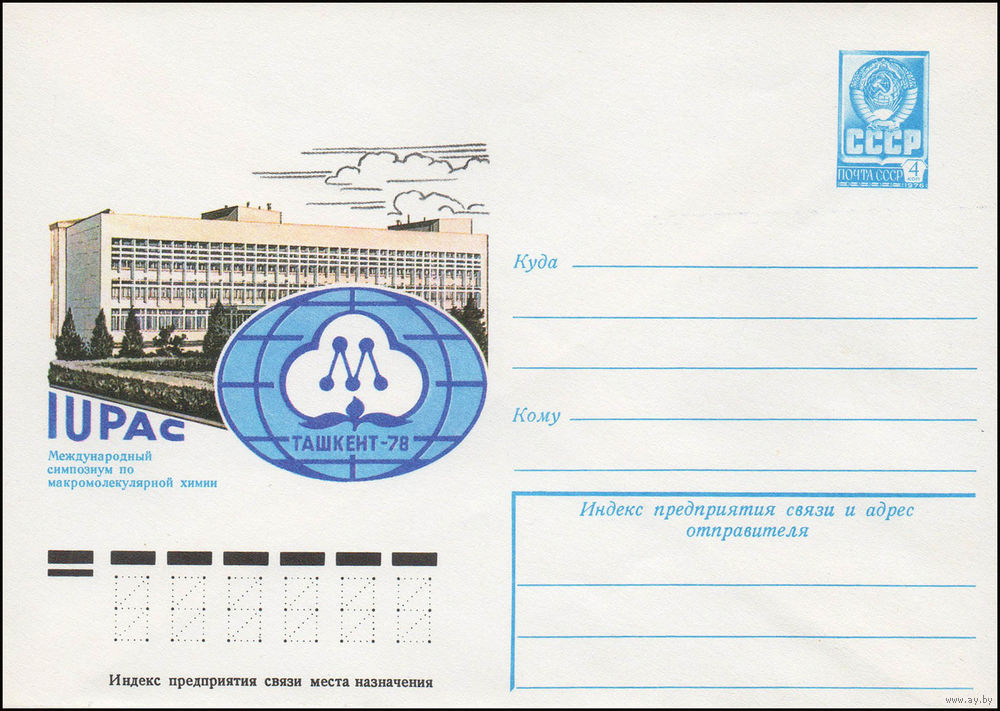 СССР
ПОЧТА СССР
4
КОП
1976
ТАШКЕНТ-78
IUPAC
Международный
симпозиум по
макромолекулярной химии
Куда
Кому
Индекс предприятия связи и адрес
отправителя
Индекс предприятия связи места назначения
www.ay.by